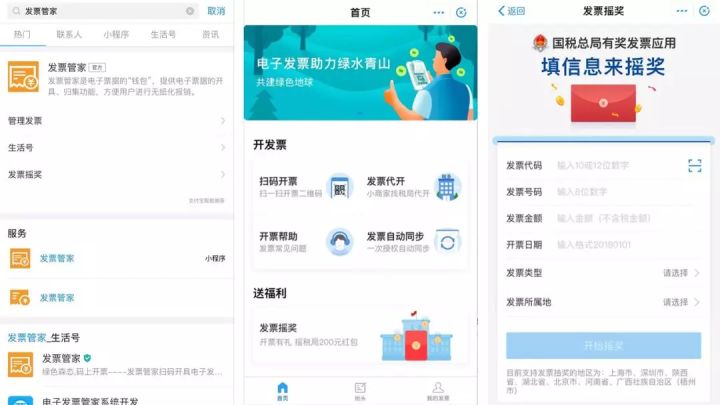 发票管家
取消
热门
联系人
小程序
生活号
资讯
发票管家 官方
发票管家是电子票据的“钱包”，提供电子票据的开
具、归集功能、方便用户进行无纸化报销。
管理发票
生活号
发票摇奖
服务
发票管家
小程序
发票管家
发票管家_生活号
发票管家
绿色森态,码上开票----发票管家扫码开具电子发…
电子发票管家系统开发
首页
电子发票助力绿水青山
共建绿色地球
开发票
扫码开票
扫一扫开票二维码
发票代开
小商家找税局代开
开票帮助
发票常见问题
发票自动同步
一次授权自动同步
送福利
发票摇奖
开票有礼 摇税局200元红包
首页
抬头
我的发票
返回
发票摇奖
国税总局有奖发票应用
填信息来摇奖
发票代码
输入10或12位数字
发票号码
输入8位数字
发票金额
输入金额（不含税金额）
开票日期
输入格式20180101
发票类型
请选择
发票所属地
请选择
开始摇奖
目前支持发票抽奖的地区为：上海市、深圳市、陕西
省、湖北省、北京市、河南省、广西壮族自治区（梧州
市）